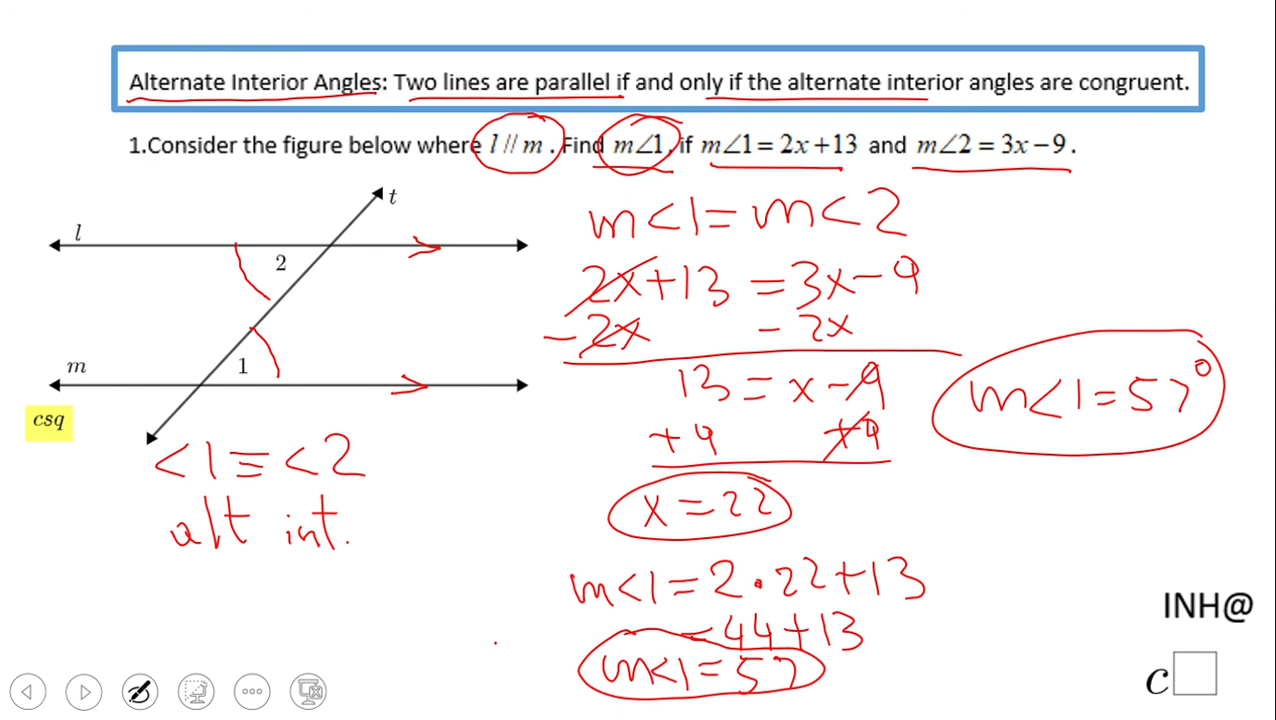 Alternate Interior Angles: Two lines are parallel if and only if the alternate interior angles are congruent.
1.Consider the figure below where l // m . Find m∠1, if m∠1 = 2x+13 and m∠2 = 3x−9.
t
l
2
m
1
csq
<1 ≡ <2
alt int.
m<1 = m<2
2x+13 = 3x−9
−2x −2x
13 = x−9
+9 +9
x = 22
m<1 = 2·22+13
= 44+13
m<1 = 57
m<1 = 57°
INH@
c